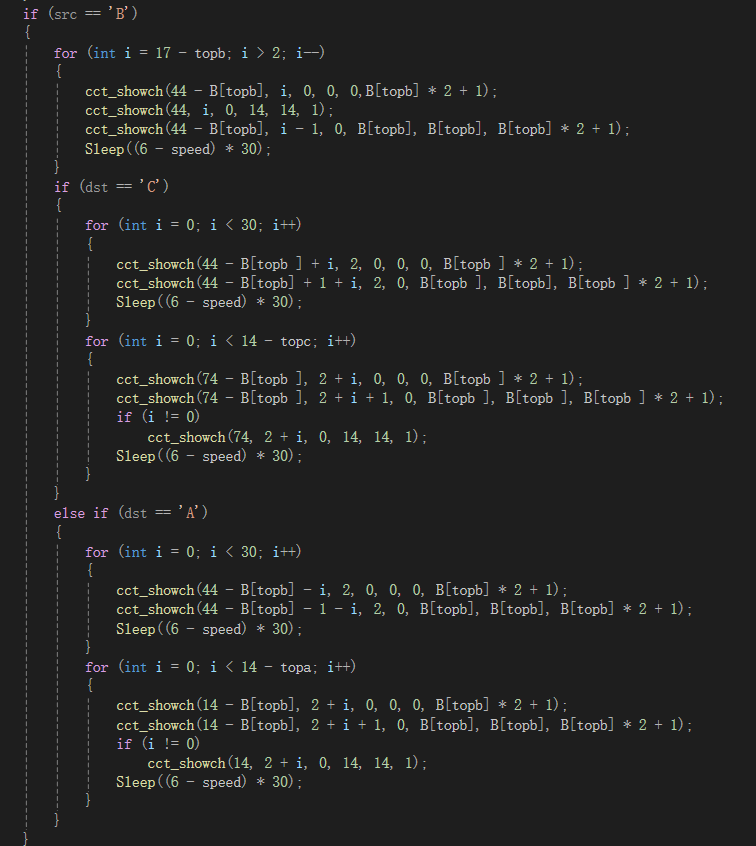 if (src == 'B')
{
for (int i = 17 - topb; i > 2; i--)
{
cct_showch(44 - B[topb], i, 0, 0, 0,B[topb] * 2 + 1);
cct_showch(44, i, 0, 14, 14, 1);
cct_showch(44 - B[topb], i - 1, 0, B[topb], B[topb], B[topb] * 2 + 1);
Sleep((6 - speed) * 30);
}
if (dst == 'C')
{
for (int i = 0; i < 30; i++)
{
cct_showch(44 - B[topb ] + i, 2, 0, 0, 0, B[topb ] * 2 + 1);
cct_showch(44 - B[topb] + 1 + i, 2, 0, B[topb ], B[topb], B[topb ] * 2 + 1);
Sleep((6 - speed) * 30);
}
for (int i = 0; i < 14 - topc; i++)
{
cct_showch(74 - B[topb ], 2 + i, 0, 0, 0, B[topb ] * 2 + 1);
cct_showch(74 - B[topb ], 2 + i + 1, 0, B[topb ], B[topb ], B[topb ] * 2 + 1);
if (i != 0)
cct_showch(74, 2 + i, 0, 14, 14, 1);
Sleep((6 - speed) * 30);
}
}
else if (dst == 'A')
{
for (int i = 0; i < 30; i++)
{
cct_showch(44 - B[topb] - i, 2, 0, 0, 0, B[topb] * 2 + 1);
cct_showch(44 - B[topb] - 1 - i, 2, 0, B[topb], B[topb], B[topb] * 2 + 1);
Sleep((6 - speed) * 30);
}
for (int i = 0; i < 14 - topa; i++)
{
cct_showch(14 - B[topb], 2 + i, 0, 0, 0, B[topb] * 2 + 1);
cct_showch(14 - B[topb], 2 + i + 1, 0, B[topb], B[topb], B[topb] * 2 + 1);
if (i != 0)
cct_showch(14, 2 + i, 0, 14, 14, 1);
Sleep((6 - speed) * 30);
}
}
}